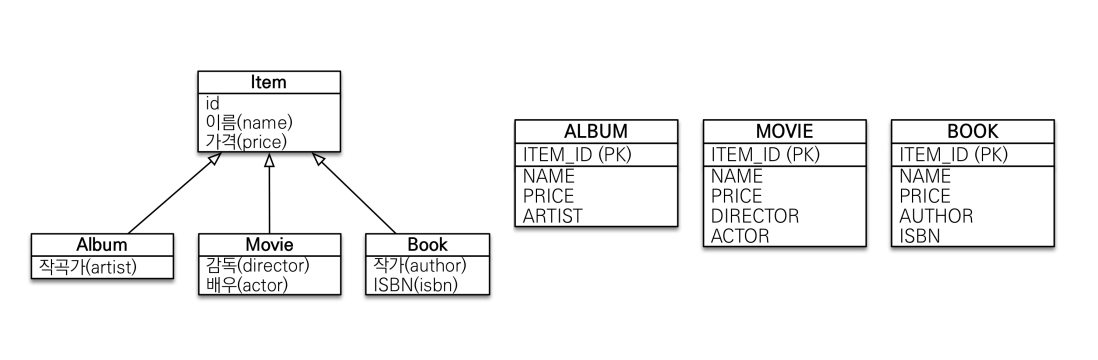 Item
id
이름(name)
가격(price)
Album
작곡가(artist)
Movie
감독(director)
배우(actor)
Book
작가(author)
ISBN(isbn)
ALBUM
ITEM_ID (PK)
NAME
PRICE
ARTIST
MOVIE
ITEM_ID (PK)
NAME
PRICE
DIRECTOR
ACTOR
BOOK
ITEM_ID (PK)
NAME
PRICE
AUTHOR
ISBN